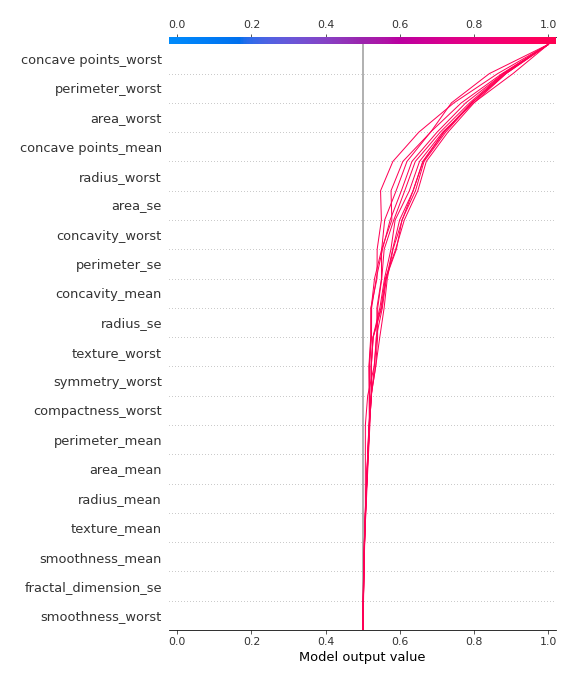 0.0 0.2 0.4 0.6 0.8 1.0
concave points_worst
perimeter_worst
area_worst
concave points_mean
radius_worst
area_se
concavity_worst
perimeter_se
concavity_mean
radius_se
texture_worst
symmetry_worst
compactness_worst
perimeter_mean
area_mean
radius_mean
texture_mean
smoothness_mean
fractal_dimension_se
smoothness_worst
0.0 0.2 0.4 0.6 0.8 1.0
Model output value